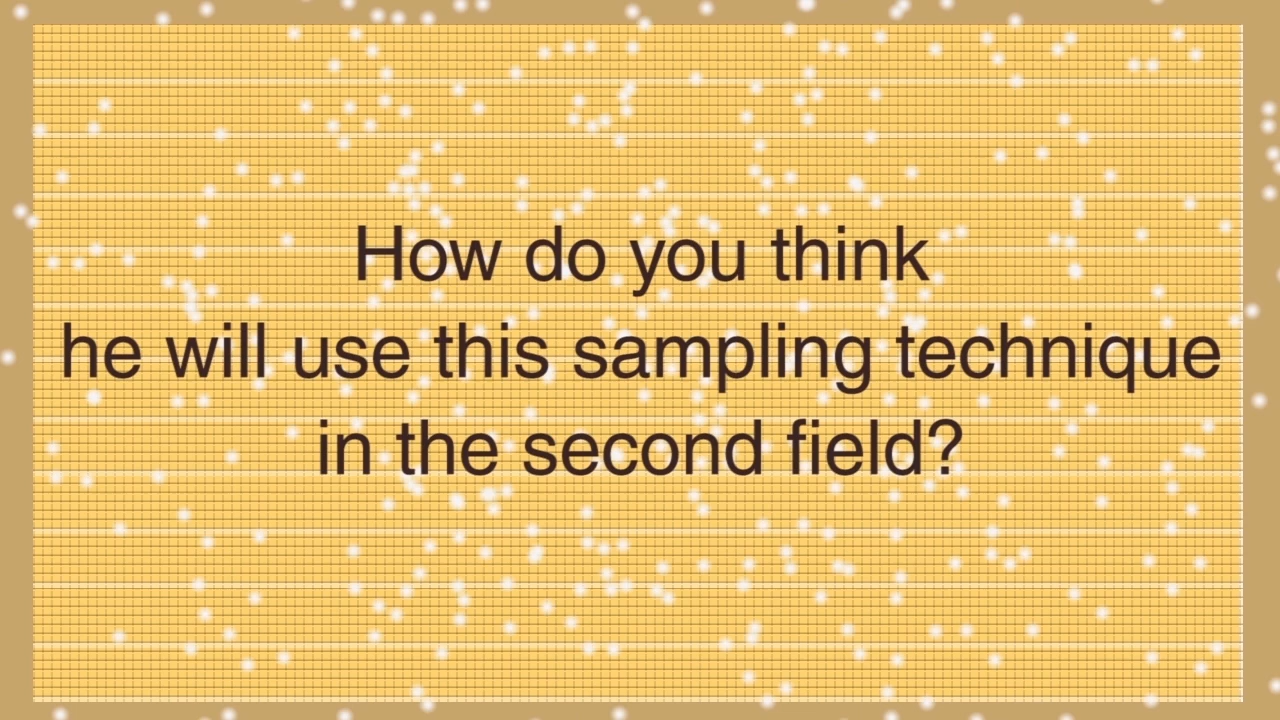 How do you think
he will use this sampling technique
in the second field?